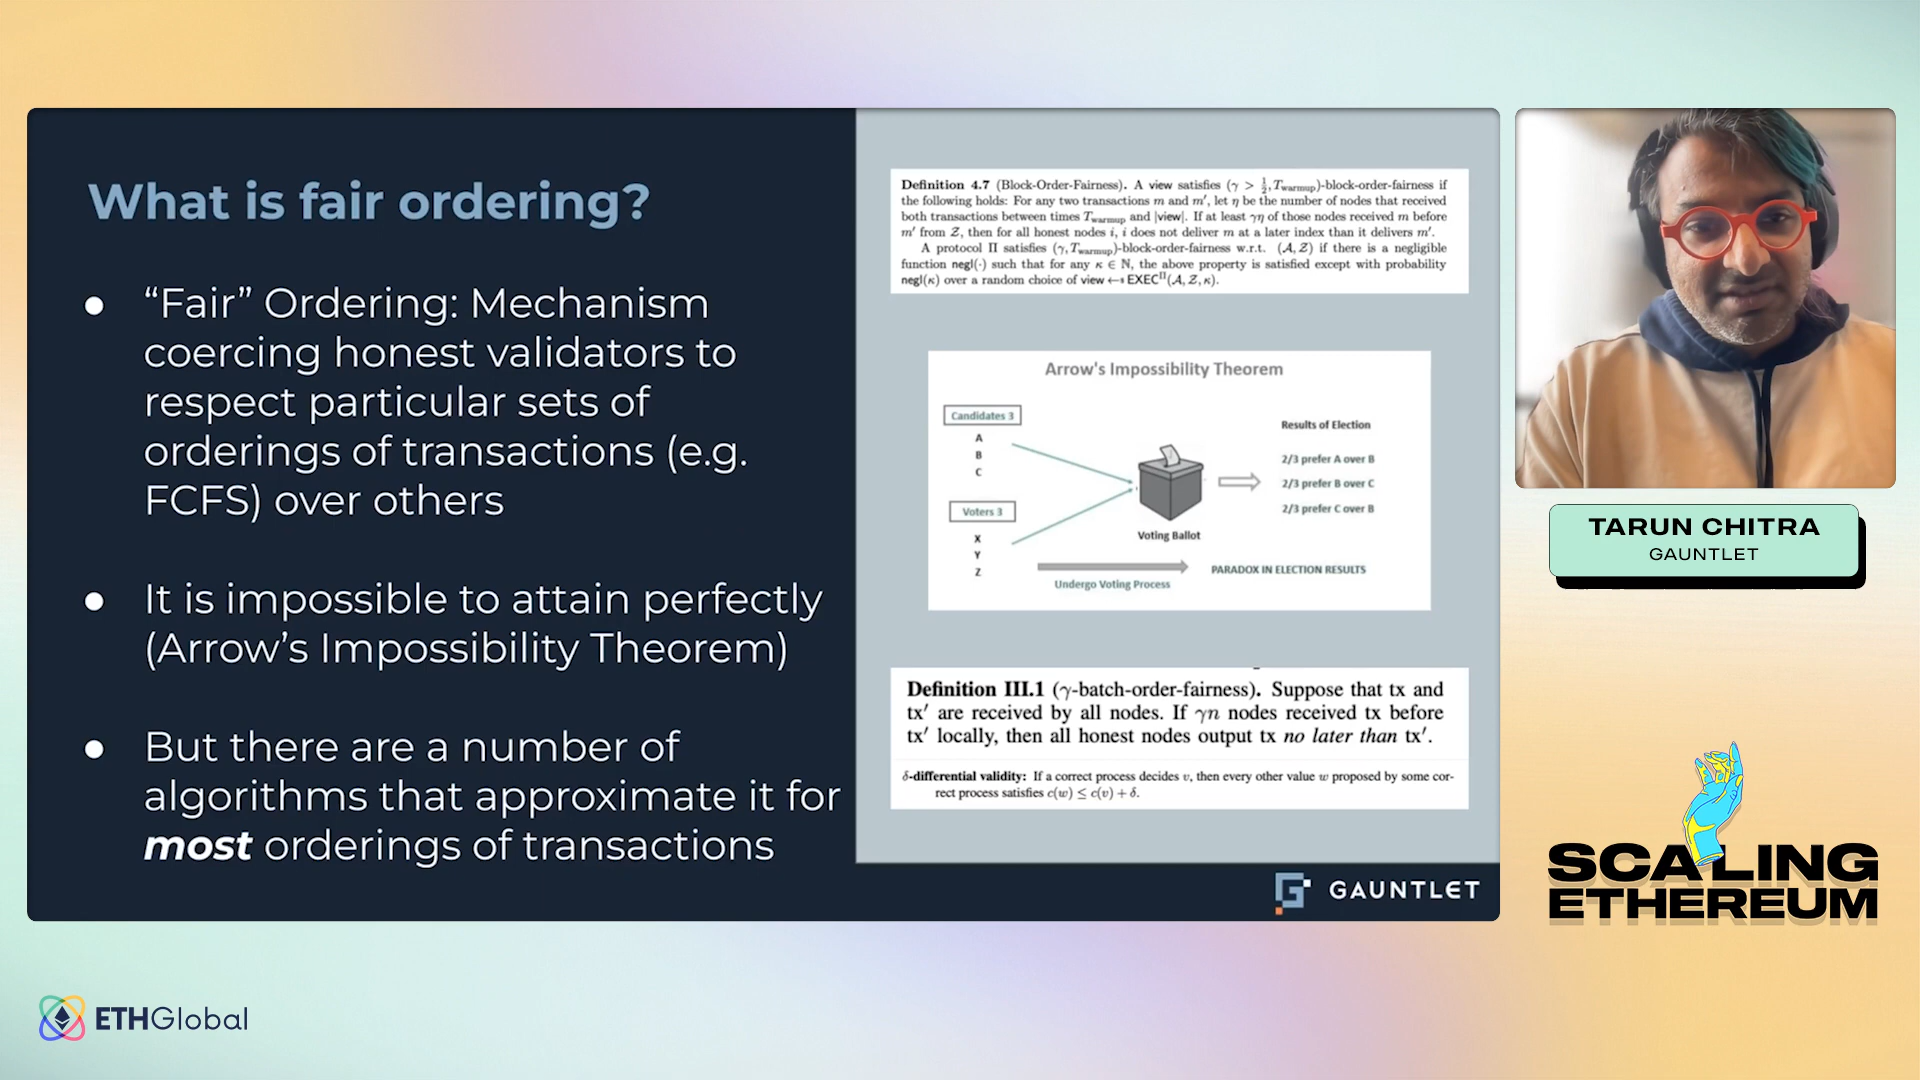 What is fair ordering?
● “Fair” Ordering: Mechanism
coercing honest validators to
respect particular sets of
orderings of transactions (e.g.
FCFS) over others
● It is impossible to attain perfectly
(Arrow’s Impossibility Theorem)
● But there are a number of
algorithms that approximate it for
most orderings of transactions
Definition 4.7 (Block-Order-Fairness). A view satisfies (γ > 1/2, T_warmup)-block-order-fairness if
the following holds: For any two transactions m and m′, let η be the number of nodes that received
both transactions between times T_warmup and |view|. If at least γη of those nodes received m before
m′ from Z, then for all honest nodes i, i does not deliver m at a later index than it delivers m′.
A protocol Π satisfies (γ, T_warmup)-block-order-fairness w.r.t. (A, Z) if there is a negligible
function negl(·) such that for any κ ∈ ℕ, the above property is satisfied except with probability
negl(κ) over a random choice of view ↔ EXEC^Π(A, Z, κ).
Arrow's Impossibility Theorem
Candidates 3
A
B
C
Voters 3
X
Y
Z
Voting Ballot
Undergo Voting Process
Results of Election
2/3 prefer A over B
2/3 prefer B over C
2/3 prefer C over B
PARADOX IN ELECTION RESULTS
Definition III.1 (γ-batch-order-fairness). Suppose that tx and
tx′ are received by all nodes. If γn nodes received tx before
tx′ locally, then all honest nodes output tx no later than tx′.
δ-differential validity: If a correct process decides v, then every other value w proposed by some cor-
rect process satisfies c(w) ≤ c(v) + δ.
GAUNTLET
TARUN CHITRA
GAUNTLET
SCALING
ETHEREUM
ETHGlobal